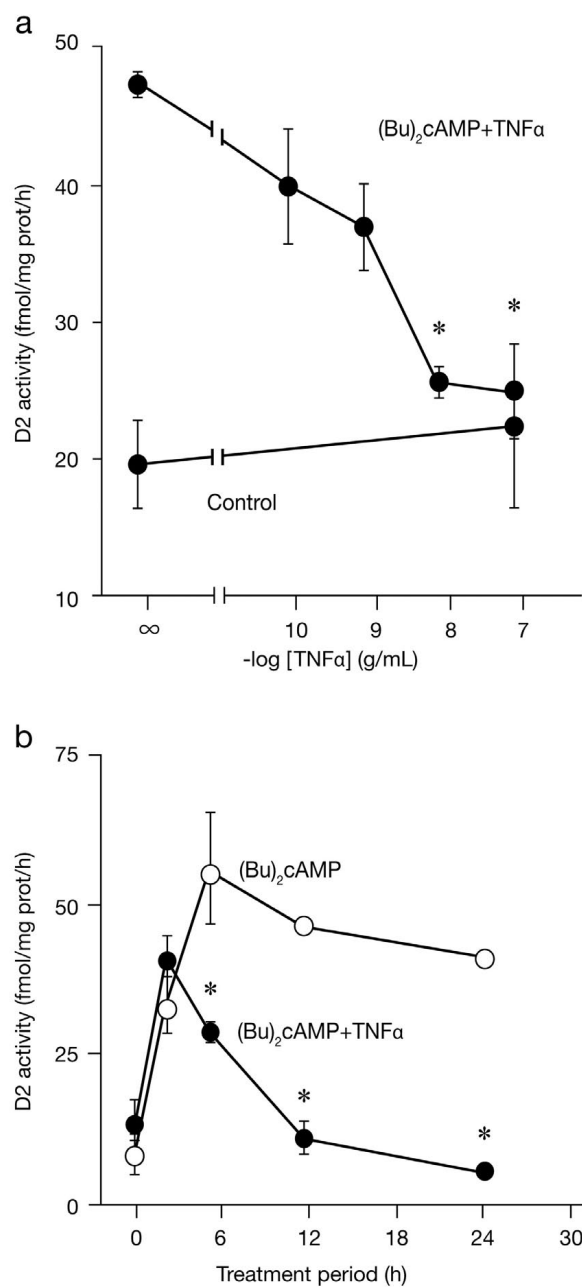 a
50
40
30
20
10
D2 activity (fmol/mg prot/h)
(Bu)₂cAMP+TNFα
*
*
Control
∞ 10 9 8 7
-log [TNFα] (g/mL)
b
75
50
25
0
D2 activity (fmol/mg prot/h)
(Bu)₂cAMP
*
(Bu)₂cAMP+TNFα
*
*
0 6 12 18 24 30
Treatment period (h)